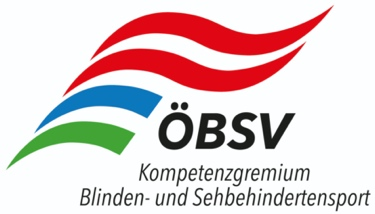 ÖBSV
Kompetenzgremium
Blinden- und Sehbehindertensport